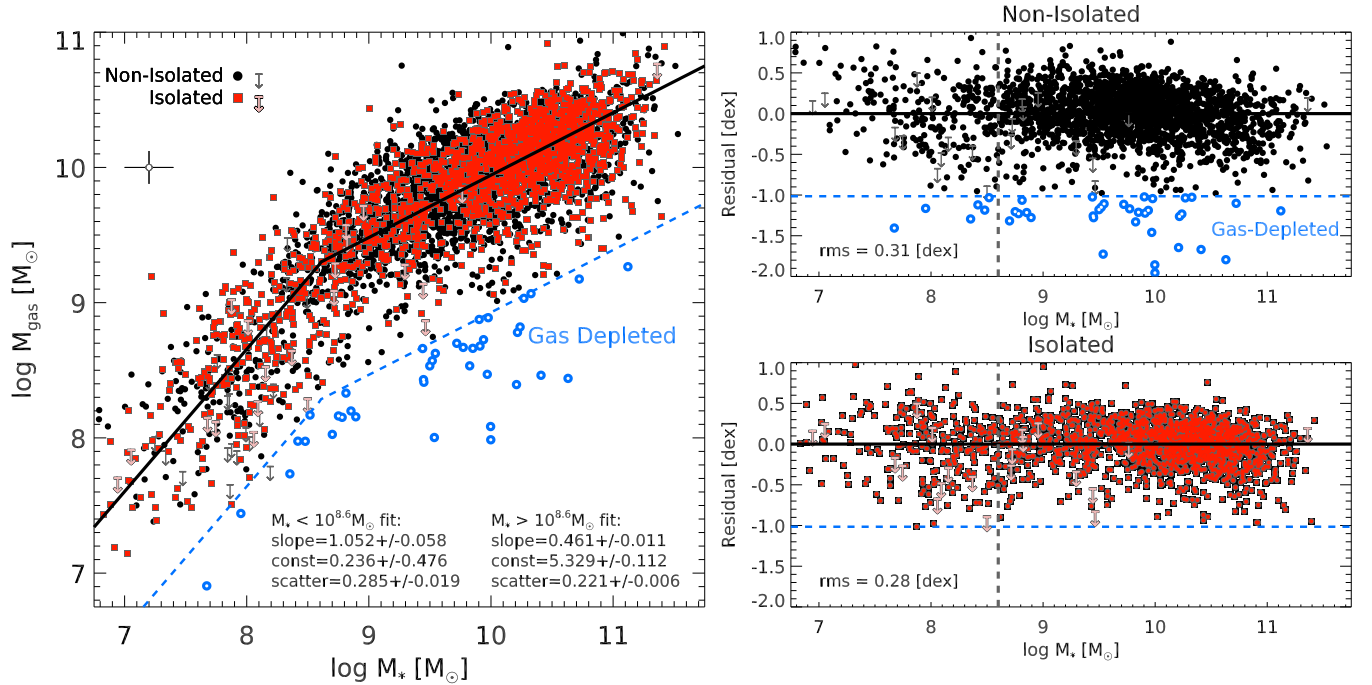 Non-Isolated
Isolated
Gas Depleted
M* < 10^8.6 M☉ fit:
slope=1.052+/-0.058
const=0.236+/-0.476
scatter=0.285+/-0.019
M* > 10^8.6 M☉ fit:
slope=0.461+/-0.011
const=5.329+/-0.112
scatter=0.221+/-0.006
log M_gas [M☉]
11
10
9
8
7
7 8 9 10 11
log M* [M☉]
Non-Isolated
Residual [dex]
1.0
0.5
0.0
-0.5
-1.0
-1.5
-2.0
Gas-Depleted
rms = 0.31 [dex]
7 8 9 10 11
log M* [M☉]
Isolated
Residual [dex]
1.0
0.5
0.0
-0.5
-1.0
-1.5
-2.0
rms = 0.28 [dex]
7 8 9 10 11
log M* [M☉]